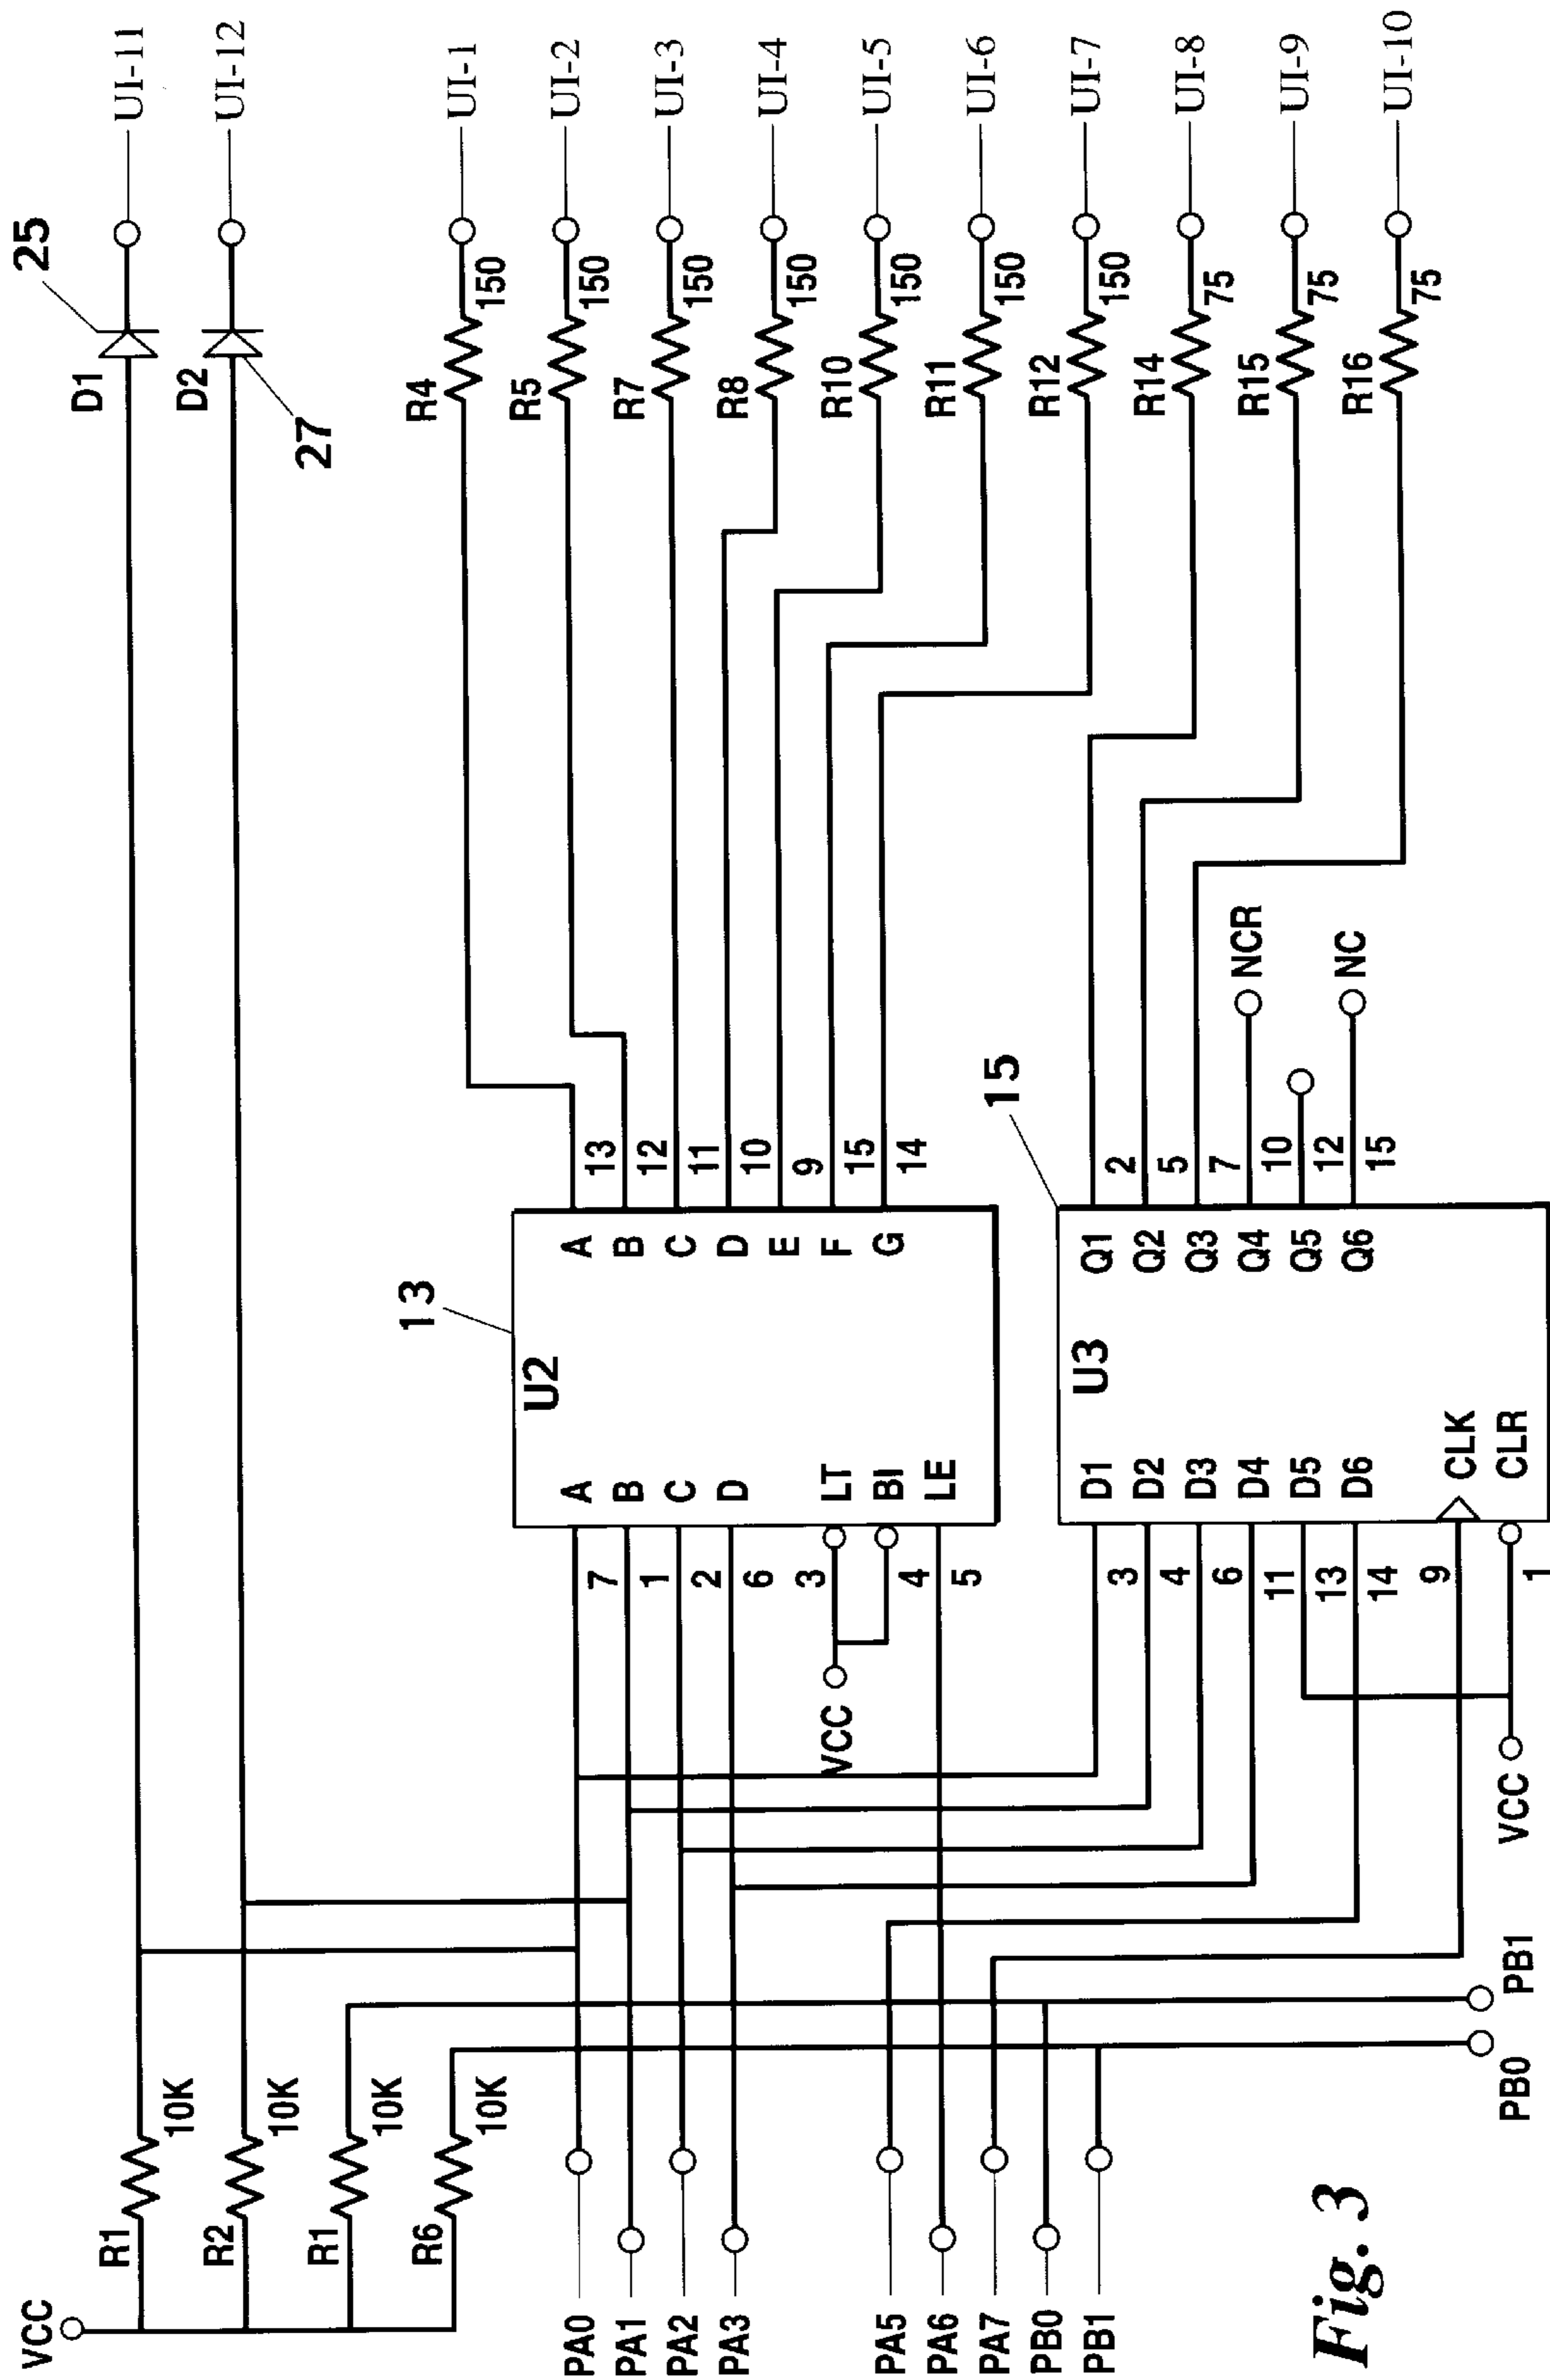 VCC
R1
10K
R2
10K
R1
10K
R6
10K
D1
25
UI-11
D2
27
UI-12
PA0
PA1
PA2
PA3
PA5
PA6
PA7
PB0
PB1
PB0
PB1
VCC
VCC
13
U2
A
B
C
D
LT
BI
LE
7
1
2
6
3
4
5
A
B
C
D
E
F
G
13
12
11
10
9
15
14
15
U3
D1
D2
D3
D4
D5
D6
CLK
CLR
3
4
6
11
13
14
9
1
Q1
Q2
Q3
Q4
Q5
Q6
2
5
7
10
12
15
NCR
NC
R4
150
UI-1
R5
150
UI-2
R7
150
UI-3
R8
150
UI-4
R10
150
UI-5
R11
150
UI-6
R12
150
UI-7
R14
75
UI-8
R15
75
UI-9
R16
75
UI-10
Fig. 3